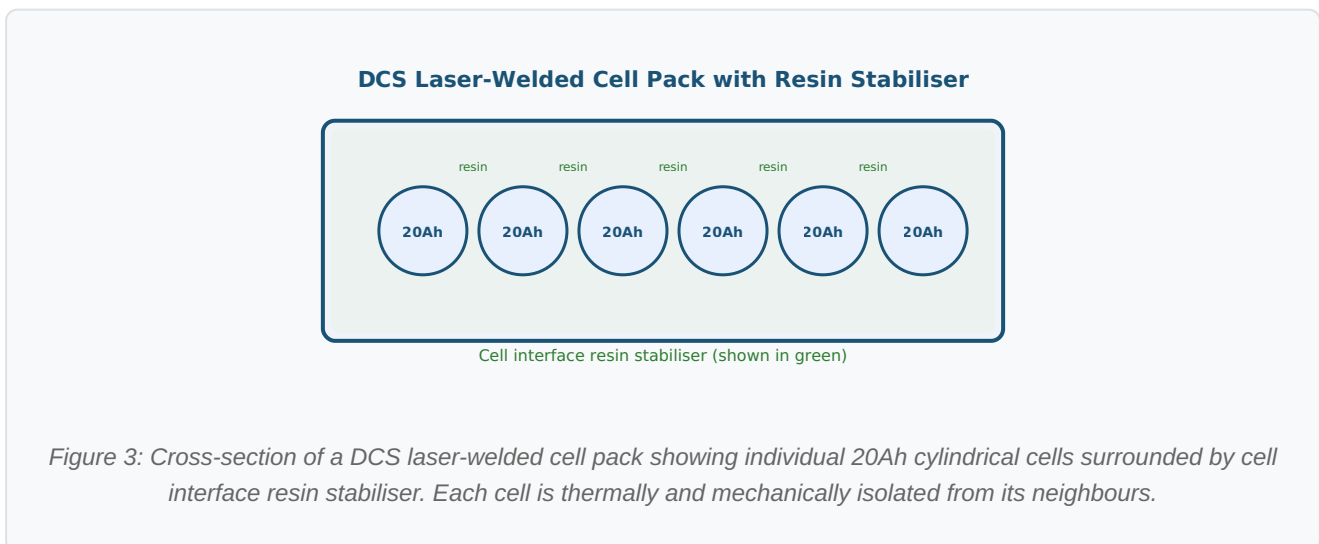 DCS Laser-Welded Cell Pack with Resin Stabiliser
resin resin resin resin resin
20Ah 20Ah 20Ah 20Ah 20Ah 20Ah
Cell interface resin stabiliser (shown in green)
Figure 3: Cross-section of a DCS laser-welded cell pack showing individual 20Ah cylindrical cells surrounded by cell
interface resin stabiliser. Each cell is thermally and mechanically isolated from its neighbours.